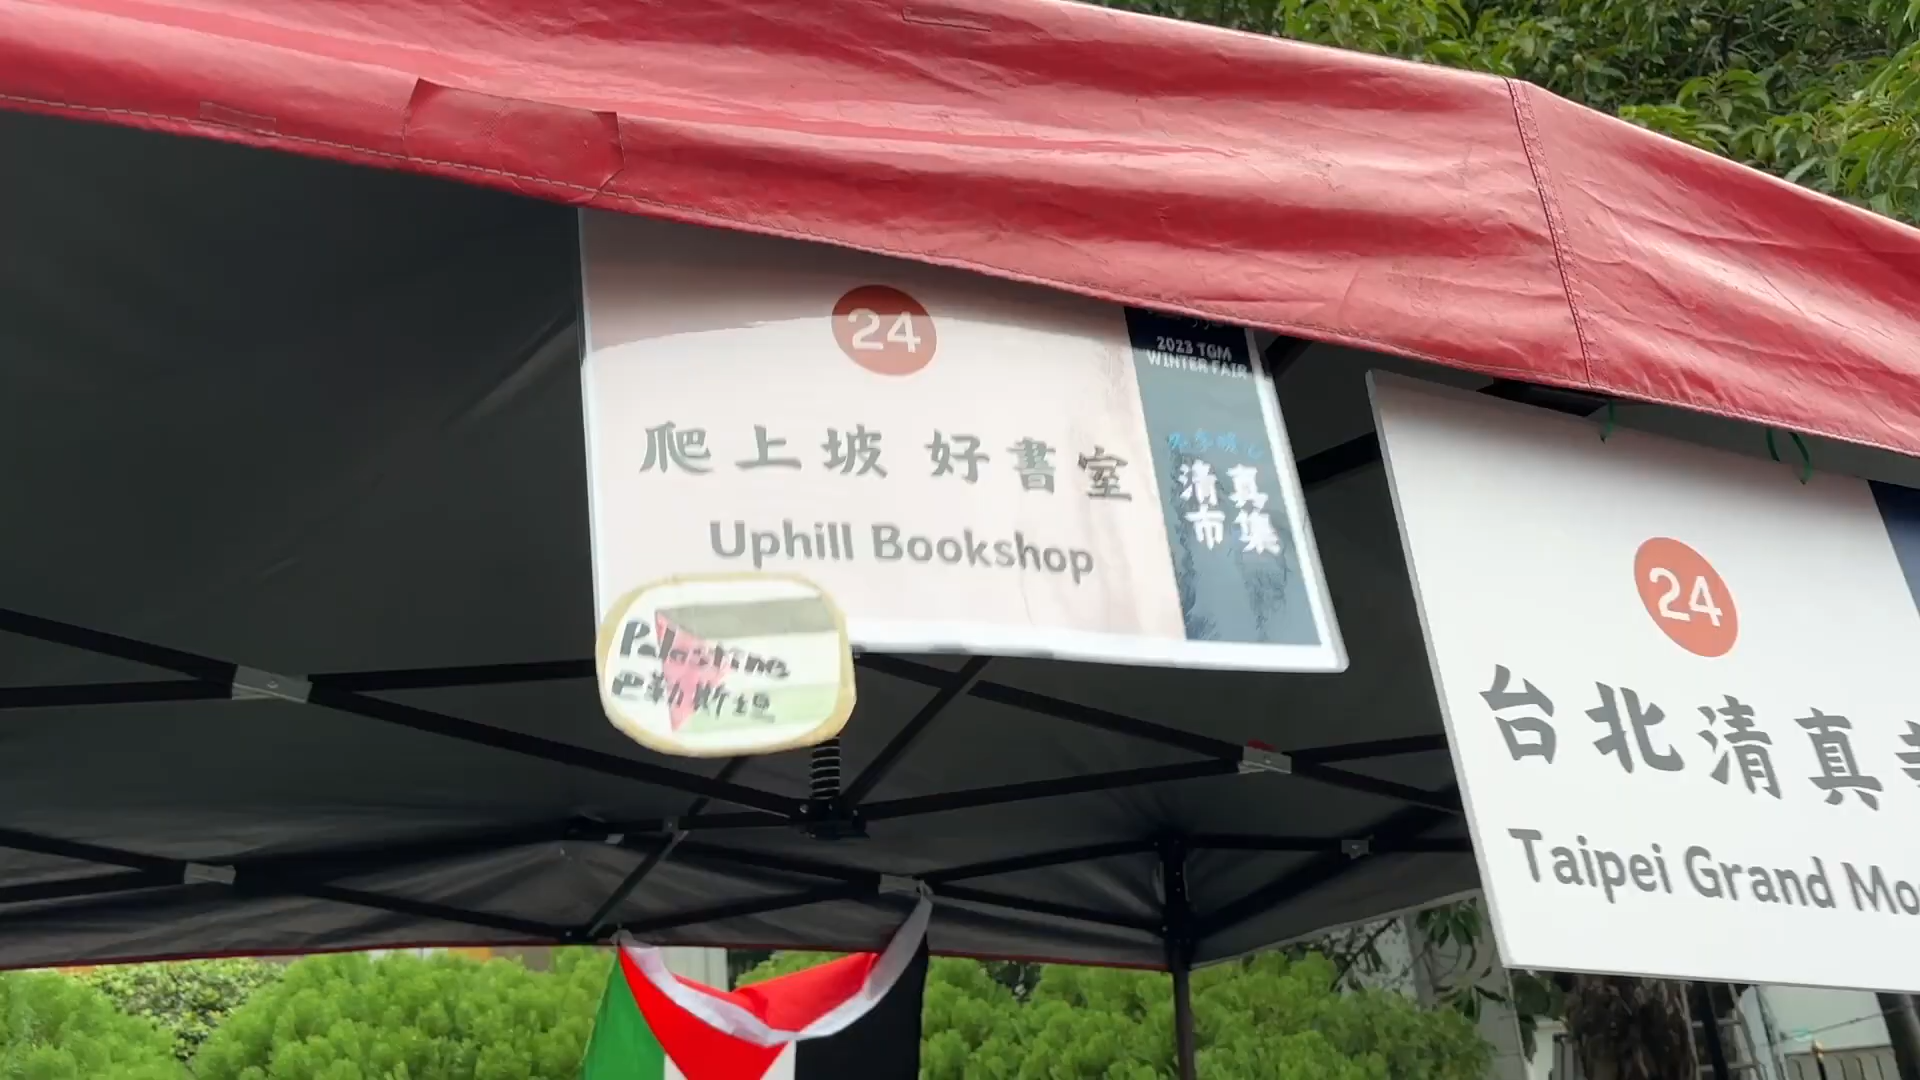 24
爬上坡 好書室
Uphill Bookshop
2023 TGM
WINTER FAIR
清真
市集
Palestine
巴勒斯坦
24
台北清真
Taipei Grand Mo